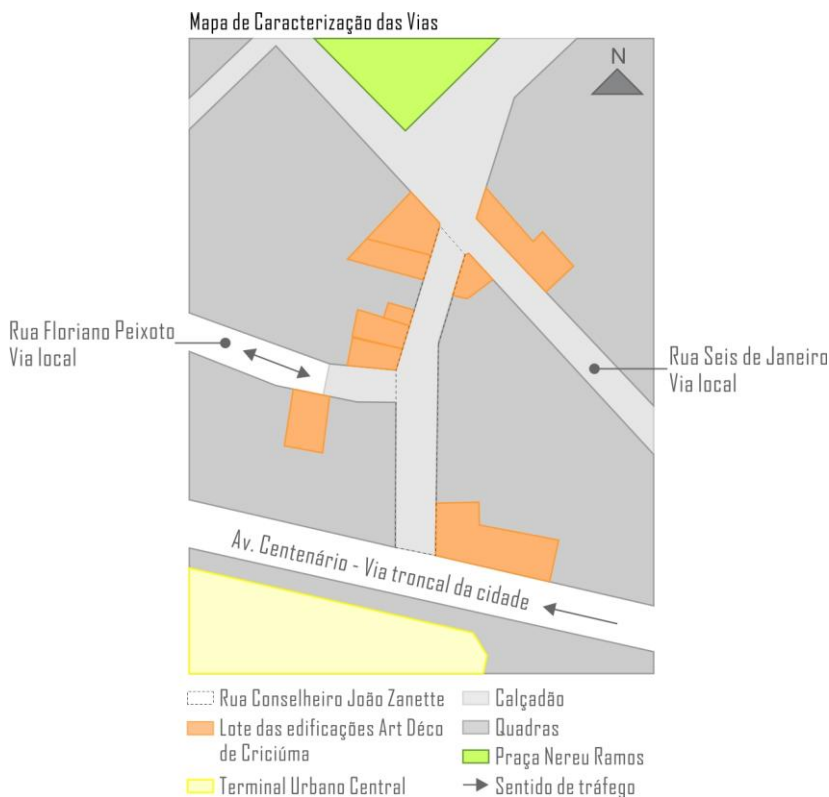 Mapa de Caracterização das Vias
N
Rua Floriano Peixoto
Via local
Rua Seis de Janeiro
Via local
Av. Centenário - Via troncal da cidade
Rua Conselheiro João Zanette
Lote das edificações Art Déco
de Criciúma
Terminal Urbano Central
Calçadão
Quadras
Praça Nereu Ramos
Sentido de tráfego